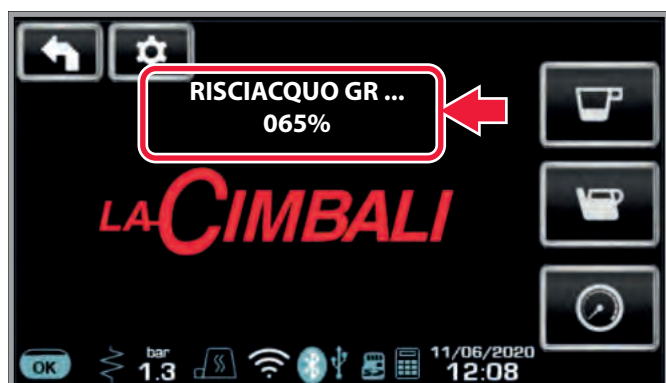 RISCIACQUO GR ...
065%
LA CIMBALI
OK
bar
1.3
11/06/2020
12:08